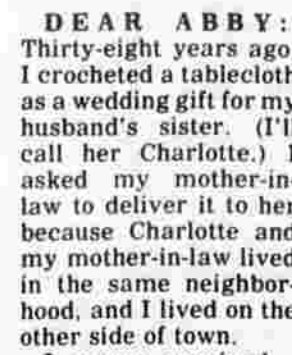 DEAR ABBY:
Thirty-eight years ago
I crocheted a tablecloth
as a wedding gift for my
husband's sister. (I'll
call her Charlotte.) I
asked my mother-in-
law to deliver it to her
because Charlotte and
my mother-in-law lived
in the same neighbor-
hood, and I lived on the
other side of town.